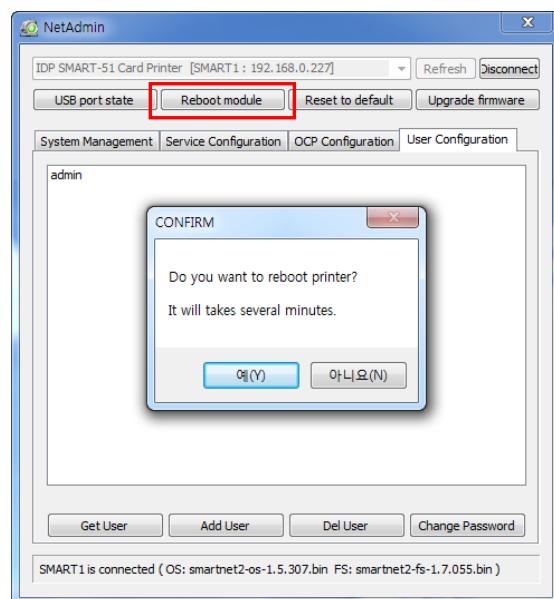 NetAdmin
IDP SMART-51 Card Printer [SMART1 : 192.168.0.227]
Refresh
Disconnect
USB port state
Reboot module
Reset to default
Upgrade firmware
System Management
Service Configuration
OCP Configuration
User Configuration
admin
CONFIRM
Do you want to reboot printer?
It will takes several minutes.
예(Y)
아니요(N)
Get User
Add User
Del User
Change Password
SMART1 is connected ( OS: smartnet2-os-1.5.307.bin FS: smartnet2-fs-1.7.055.bin )